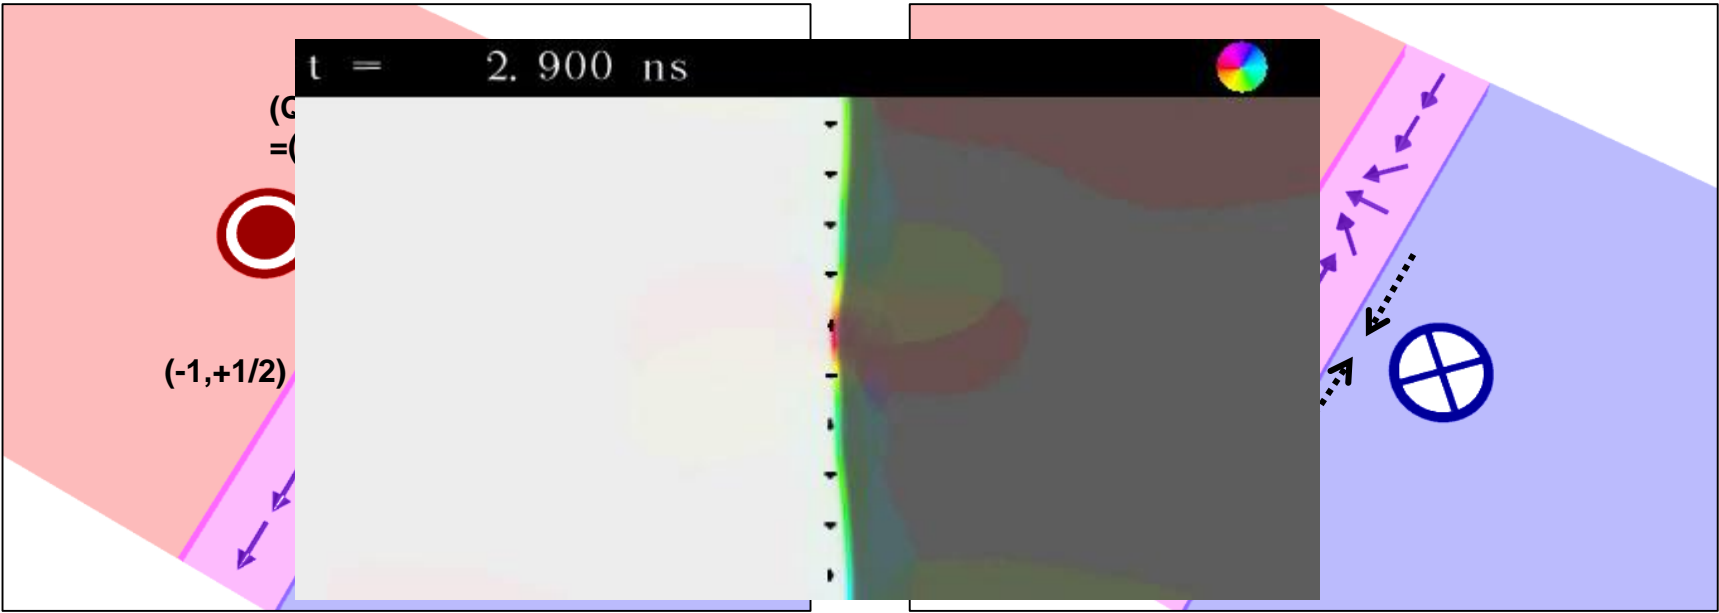 t = 2.900 ns
(Q
=(
(-1,+1/2)